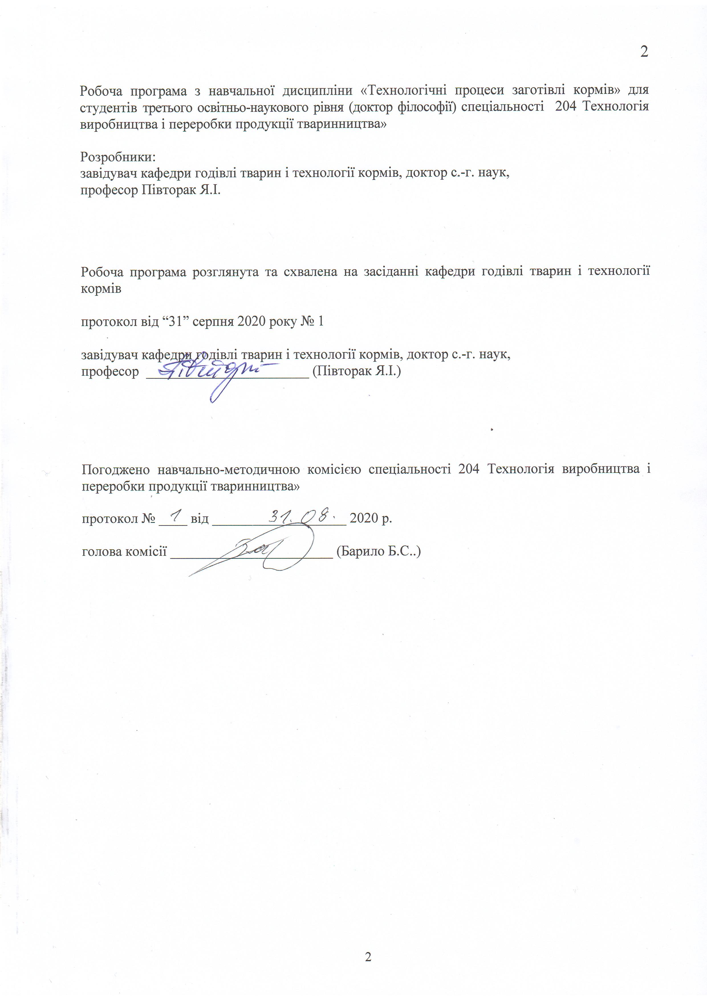 2
Робоча програма з навчальної дисципліни «Технологічні процеси заготівлі кормів» для
студентів третього освітньо-наукового рівня (доктор філософії) спеціальності 204 Технологія
виробництва і переробки продукції тваринництва»
Розробники:
завідувач кафедри годівлі тварин і технології кормів, доктор с.-г. наук,
професор Півторак Я.І.
Робоча програма розглянута та схвалена на засіданні кафедри годівлі тварин і технології
кормів
протокол від “31” серпня 2020 року № 1
завідувач кафедри годівлі тварин і технології кормів, доктор с.-г. наук,
професор (Півторак Я.І.)
Погоджено навчально-методичною комісією спеціальності 204 Технологія виробництва і
переробки продукції тваринництва»
протокол № 1 від 31.08. 2020 р.
голова комісії (Барило Б.С..)
2